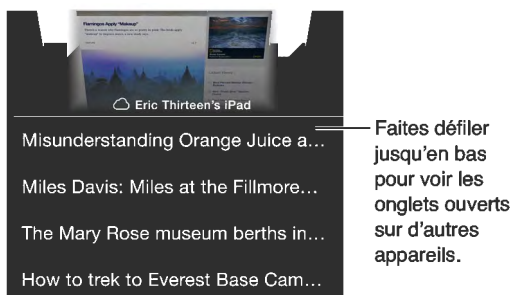 Flamingos Apply "Makeup"
Eric Thirteen's iPad
Misunderstanding Orange Juice a...
Miles Davis: Miles at the Fillmore...
The Mary Rose museum berths in...
How to trek to Everest Base Cam...
Faites défiler
jusqu'en bas
pour voir les
onglets ouverts
sur d'autres
appareils.